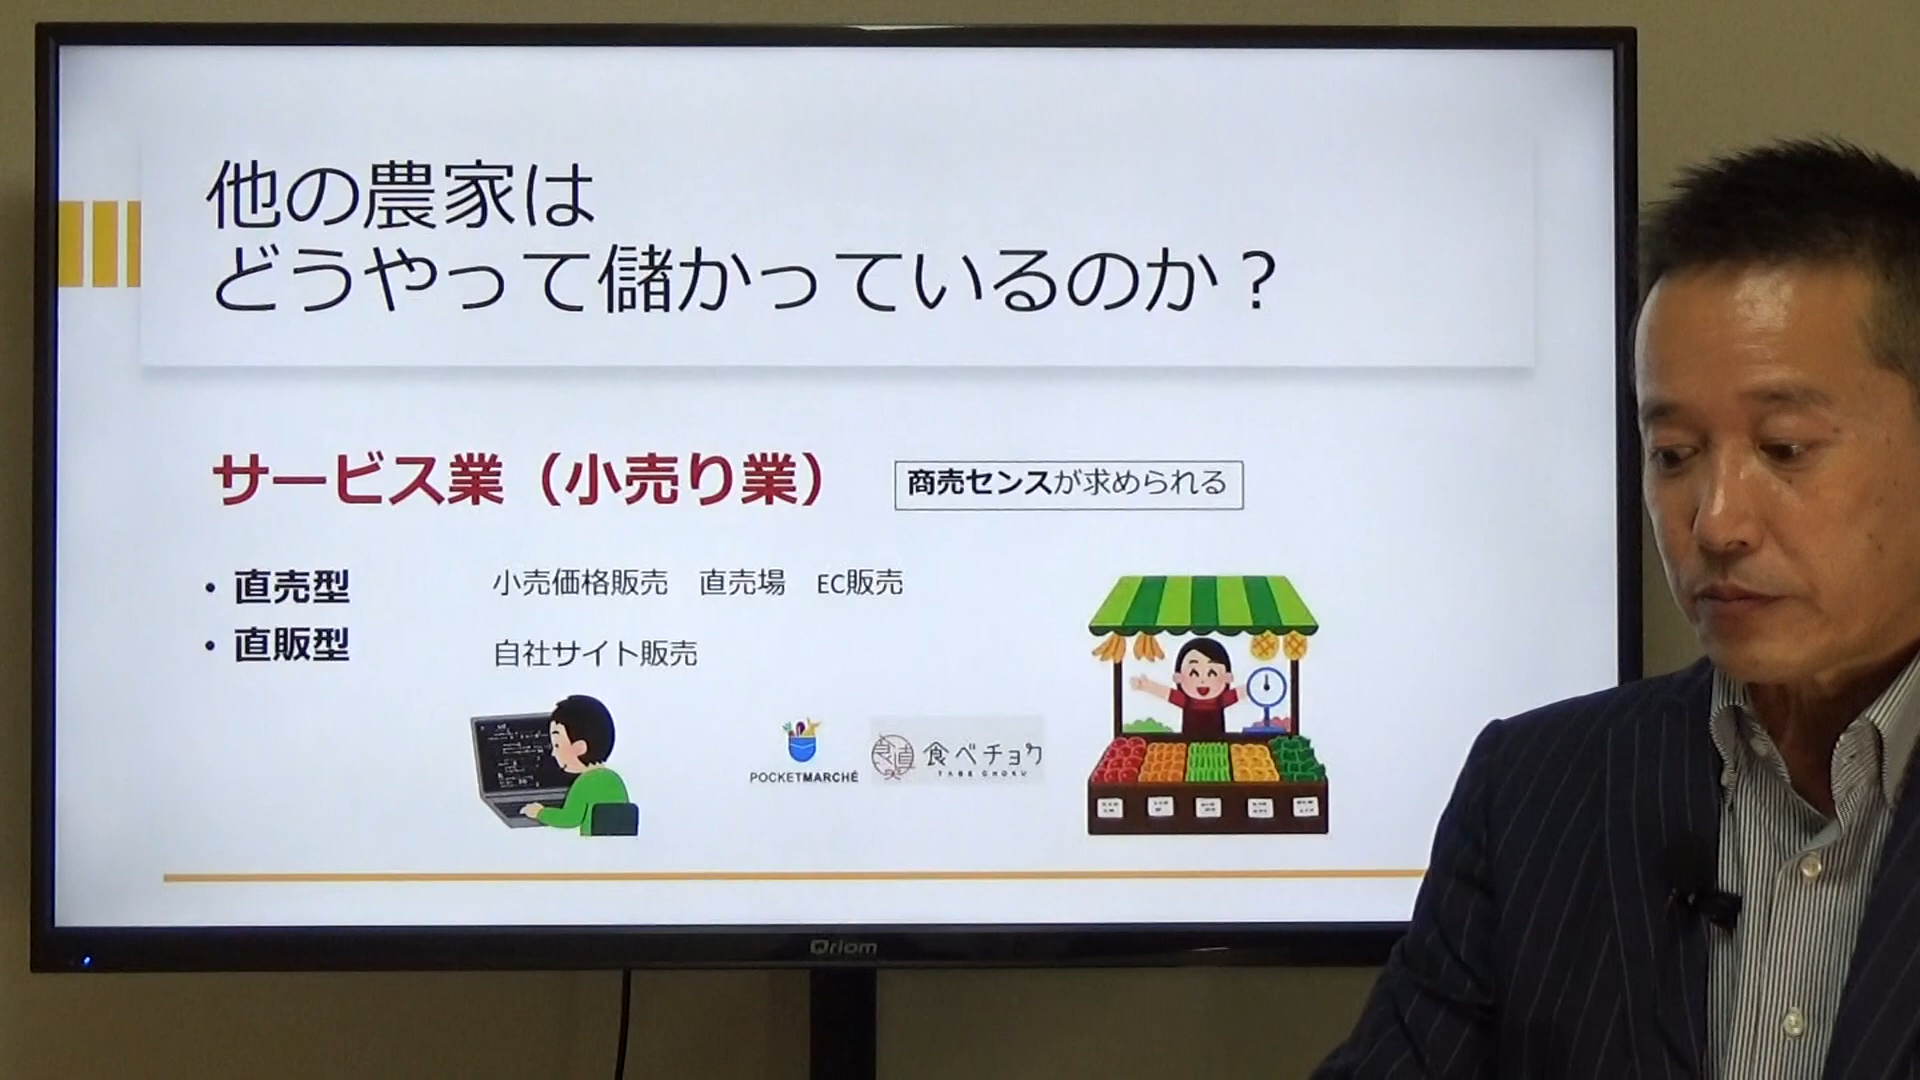 他の農家は
どうやって儲かっているのか？
サービス業（小売り業）
商売センスが求められる
・直売型
小売価格販売　直売場　EC販売
・直販型
自社サイト販売
POCKETMARCHÉ
食べチョク
TABE CHOKU
Qriom